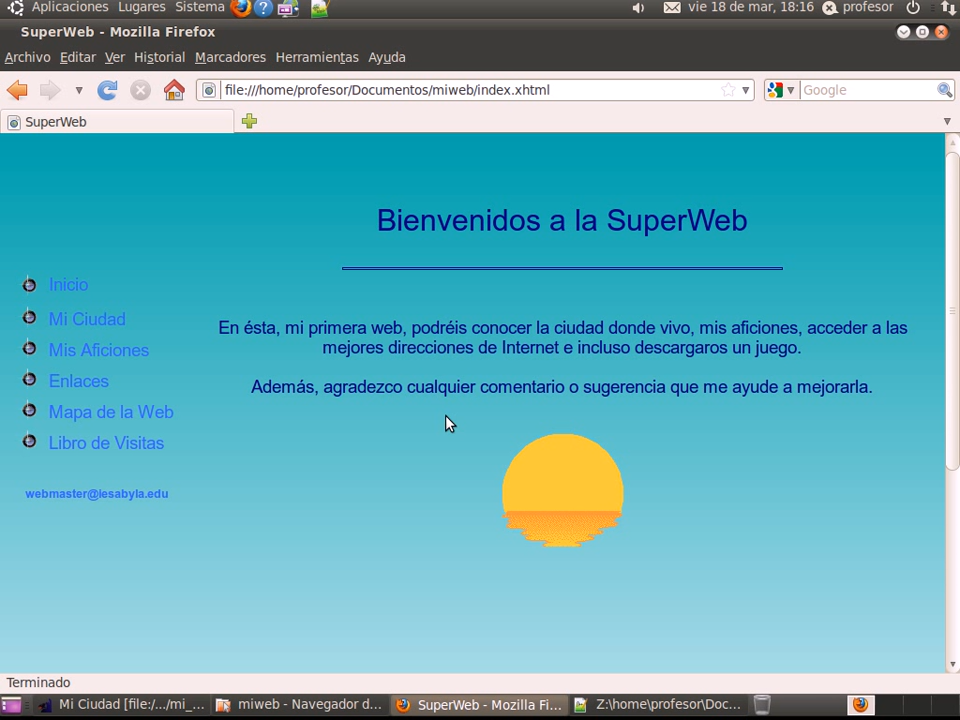 Aplicaciones Lugares Sistema
vie 18 de mar, 18:16 profesor
SuperWeb - Mozilla Firefox
Archivo Editar Ver Historial Marcadores Herramientas Ayuda
file:///home/profesor/Documentos/miweb/index.xhtml
Google
SuperWeb
Bienvenidos a la SuperWeb
Inicio
Mi Ciudad
Mis Aficiones
Enlaces
Mapa de la Web
Libro de Visitas
webmaster@iesabyla.edu
En ésta, mi primera web, podréis conocer la ciudad donde vivo, mis aficiones, acceder a las
mejores direcciones de Internet e incluso descargaros un juego.
Además, agradezco cualquier comentario o sugerencia que me ayude a mejorarla.
Terminado
Mi Ciudad [file:/.../mi_...
miweb - Navegador d...
SuperWeb - Mozilla Fi...
Z:\home\profesor\Doc...